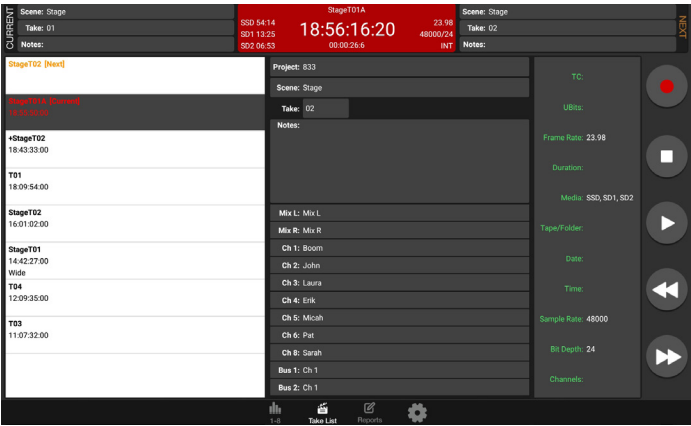 CURRENT
Scene: Stage
Take: 01
Notes:
StageT01A
SSD 54:14
SD1 13:25
SD2 06:53
18:56:16:20
00:00:26:6
23.98
48000/24
INT
Scene: Stage
Take: 02
Notes:
NEXT
StageT02 [Next]
StageT01A [Current]
+StageT02
18:43:33:00
T01
18:09:54:00
StageT02
16:01:02:00
StageT01
14:42:27:00
Wide
T04
12:09:35:00
T03
11:07:32:00
Project: 833
Scene: Stage
Take: 02
Notes:
Mix L: Mix L
Mix R: Mix R
Ch 1: Boom
Ch 2: John
Ch 3: Laura
Ch 4: Erik
Ch 5: Micah
Ch 6: Pat
Ch 8: Sarah
Bus 1: Ch 1
Bus 2: Ch 1
TC:
UBits:
Frame Rate: 23.98
Duration:
Media: SSD, SD1, SD2
Tape/Folder:
Date:
Time:
Sample Rate: 48000
Bit Depth: 24
Channels:
1-8
Take List
Reports